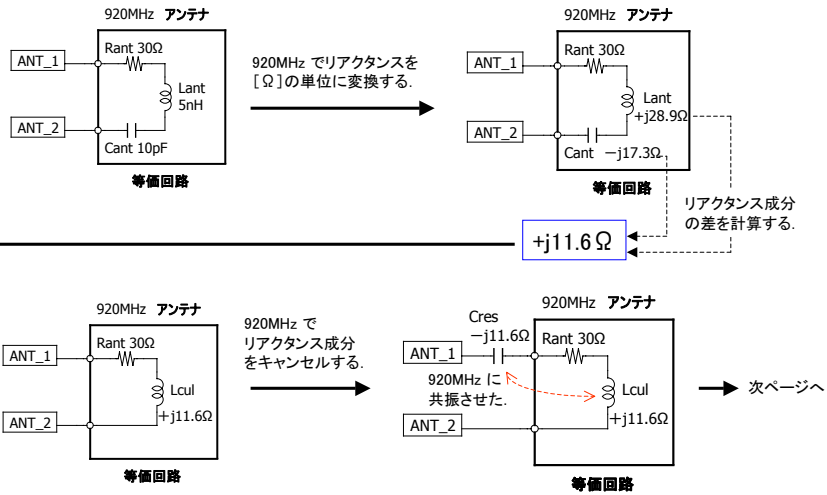 920MHz アンテナ
ANT_1
Rant 30Ω
Lant
5nH
ANT_2
Cant 10pF
等価回路
920MHz でリアクタンスを
[Ω]の単位に変換する.
920MHz アンテナ
ANT_1
Rant 30Ω
Lant
+j28.9Ω
ANT_2
Cant −j17.3Ω
等価回路
リアクタンス成分
の差を計算する.
+j11.6Ω
920MHz アンテナ
ANT_1
Rant 30Ω
Lcul
+j11.6Ω
ANT_2
等価回路
920MHz で
リアクタンス成分
をキャンセルする.
920MHz アンテナ
Cres
−j11.6Ω
ANT_1
Rant 30Ω
920MHz に
共振させた.
Lcul
+j11.6Ω
ANT_2
等価回路
次ページへ